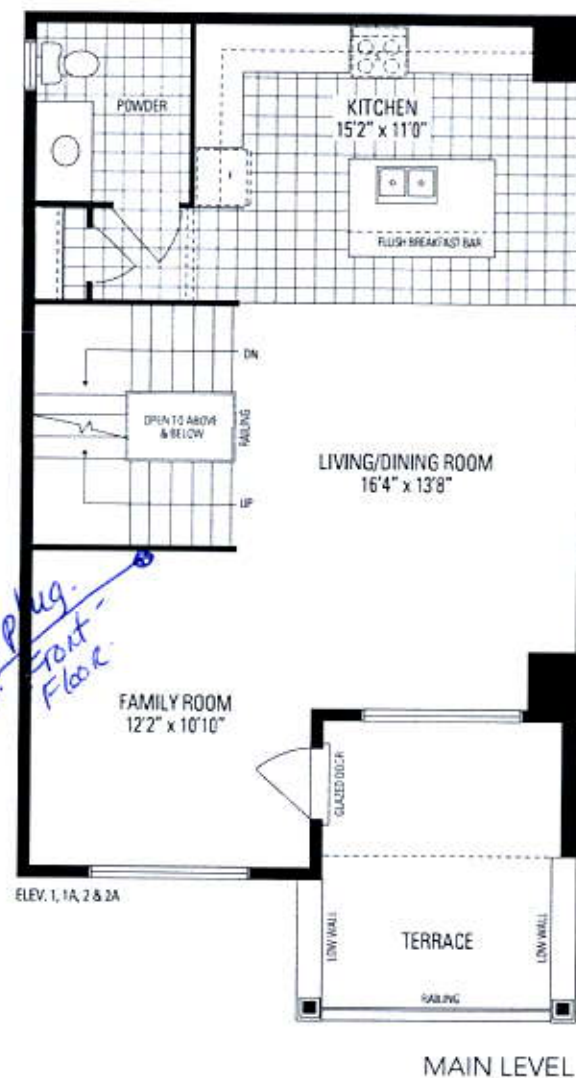 POWDER
KITCHEN
15'2" x 11'0"
FLUSH BREAKFAST BAR
DN
OPEN TO ABOVE
& BELOW
RAILING
UP
LIVING/DINING ROOM
16'4" x 13'8"
plug.
Front -
Floor.
FAMILY ROOM
12'2" x 10'10"
GLAZED DOOR
ELEV. 1, 1A, 2 & 2A
LOW WALL
TERRACE
LOW WALL
RAILING
MAIN LEVEL